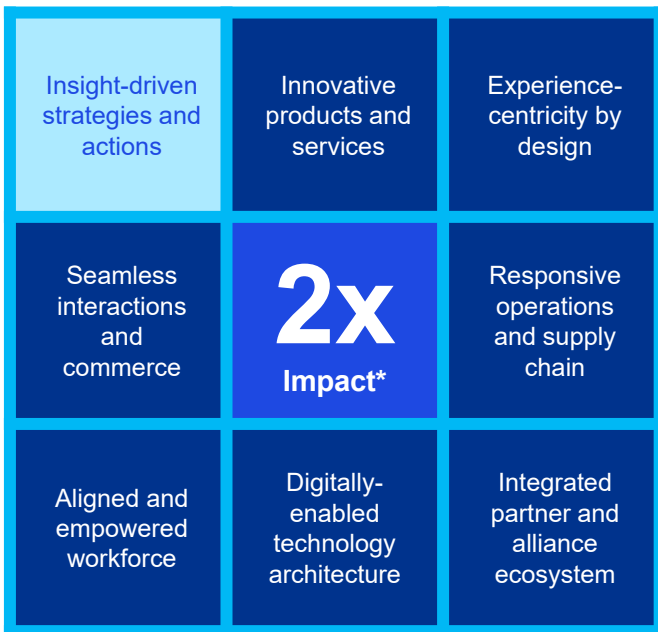 Insight-driven
strategies and
actions
Innovative
products and
services
Experience-
centricity by
design
Seamless
interactions
and
commerce
2x
Impact*
Responsive
operations
and supply
chain
Aligned and
empowered
workforce
Digitally-
enabled
technology
architecture
Integrated
partner and
alliance
ecosystem